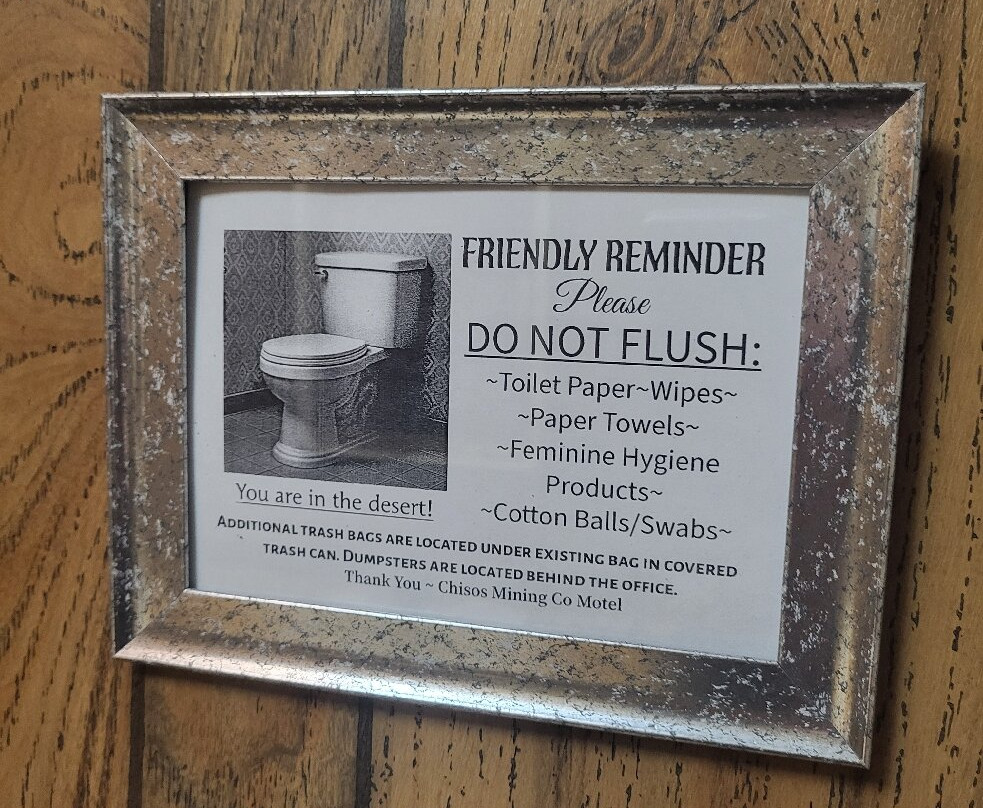 FRIENDLY REMINDER
Please
DO NOT FLUSH:
~Toilet Paper~Wipes~
~Paper Towels~
~Feminine Hygiene
Products~
~Cotton Balls/Swabs~
You are in the desert!
ADDITIONAL TRASH BAGS ARE LOCATED UNDER EXISTING BAG IN COVERED
TRASH CAN. DUMPSTERS ARE LOCATED BEHIND THE OFFICE.
Thank You ~ Chisos Mining Co Motel